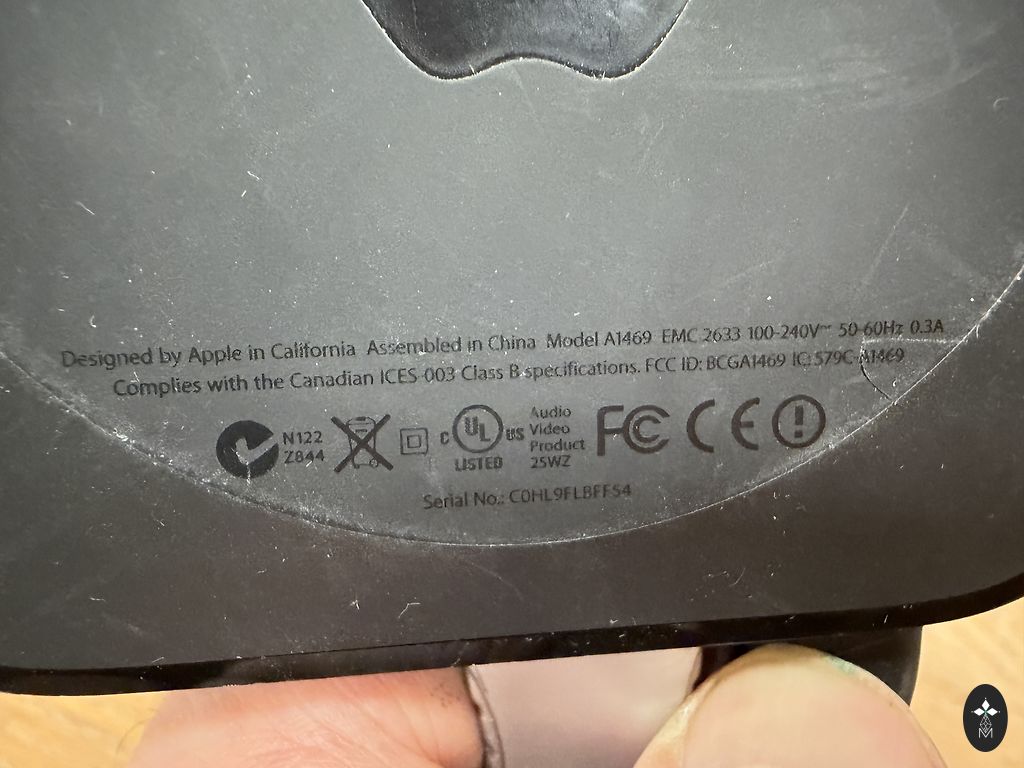 Designed by Apple in California Assembled in China Model A1469 EMC 2633 100-240V~ 50-60Hz 0.3A
Complies with the Canadian ICES-003 Class B specifications. FCC ID: BCGA1469 IC: 579C-A1469
N122
Z844
C UL US
LISTED
Audio
Video
Product
25WZ
FC CE
Serial No.: C0HL9FLBFF54
M